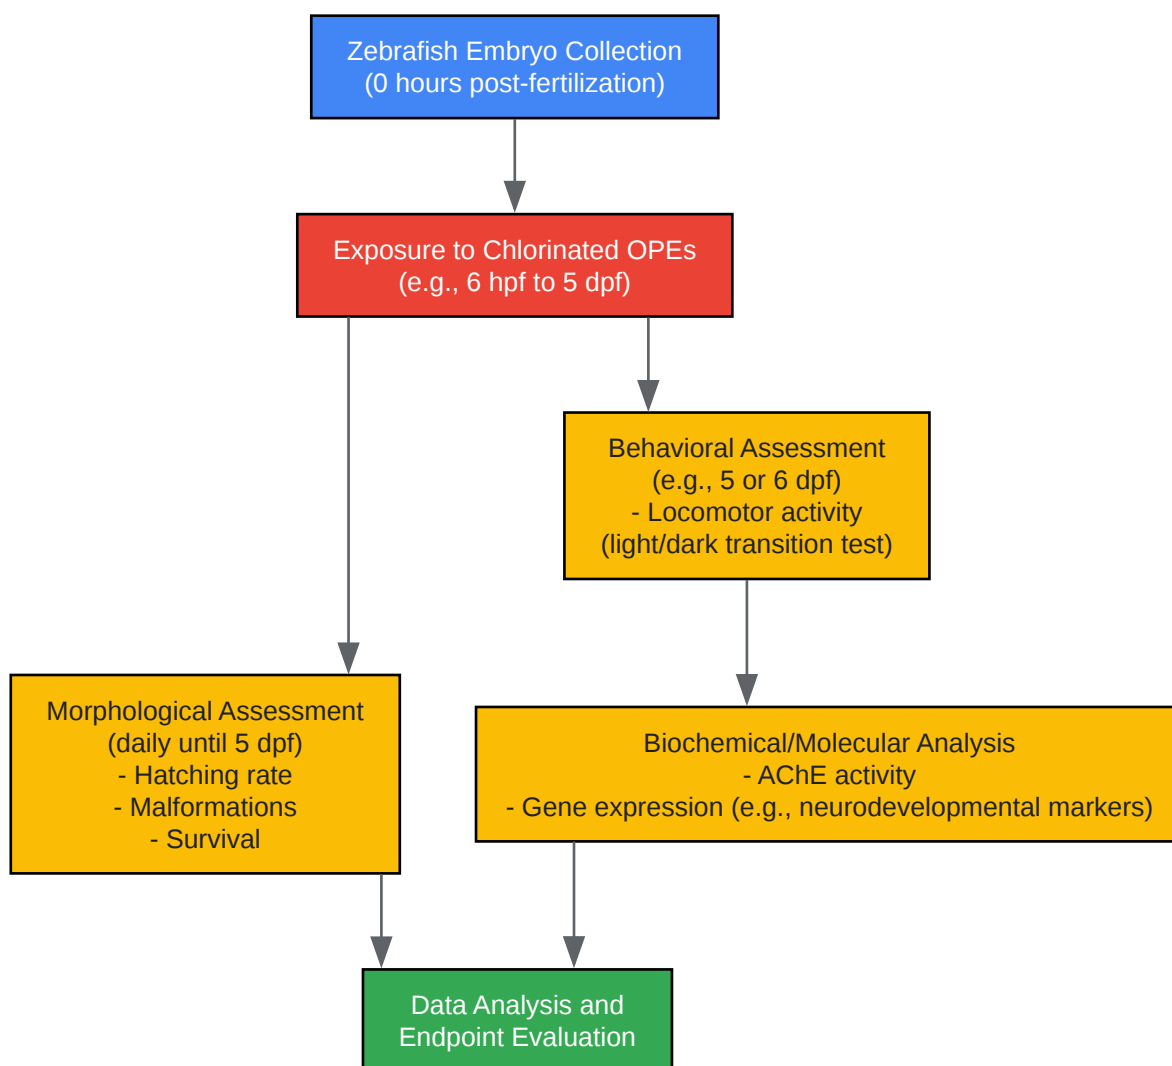 Zebrafish Embryo Collection
(0 hours post-fertilization)
Exposure to Chlorinated OPEs
(e.g., 6 hpf to 5 dpf)
Behavioral Assessment
(e.g., 5 or 6 dpf)
- Locomotor activity
(light/dark transition test)
Morphological Assessment
(daily until 5 dpf)
- Hatching rate
- Malformations
- Survival
Biochemical/Molecular Analysis
- AChE activity
- Gene expression (e.g., neurodevelopmental markers)
Data Analysis and
Endpoint Evaluation